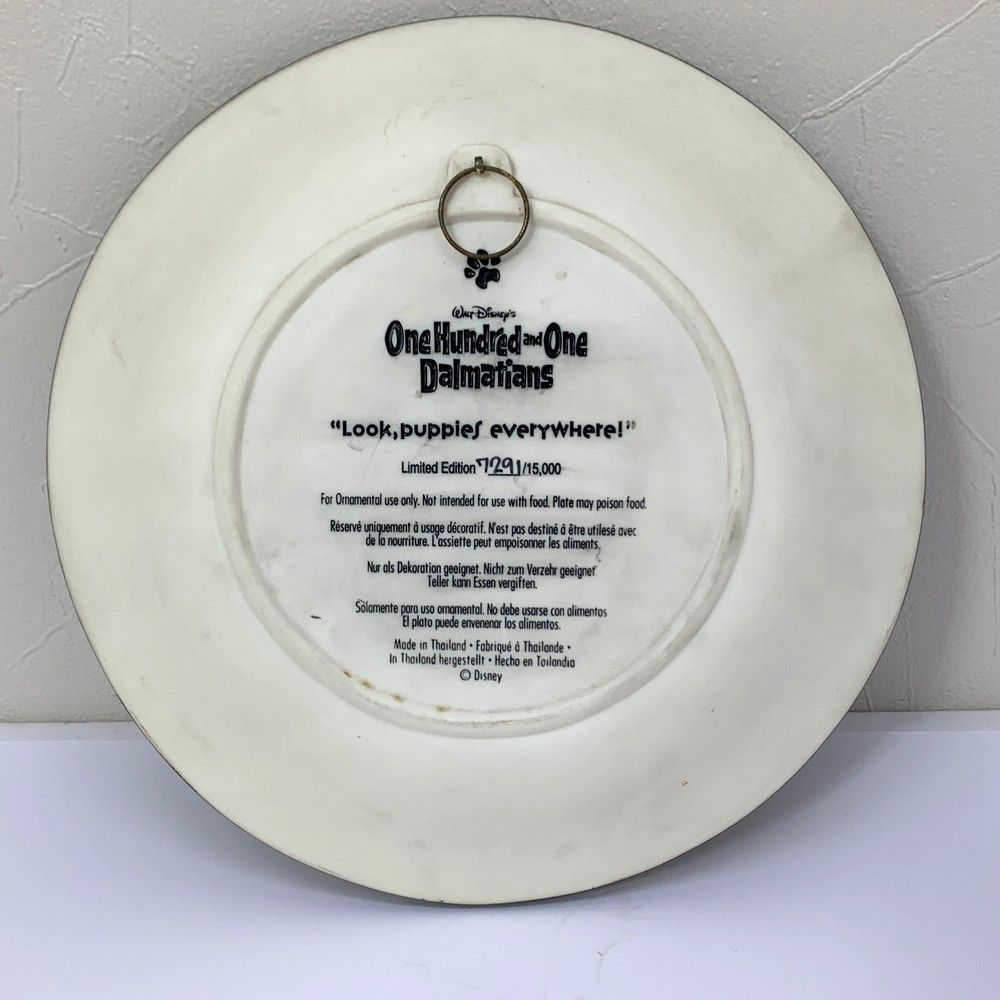 Walt Disney's
One Hundred and One
Dalmatians
"Look, puppies everywhere!"
Limited Edition 7291/15,000
For Ornamental use only. Not intended for use with food. Plate may poison food.
Réservé uniquement à usage décoratif. N'est pas destiné à être utilesé avec
de la nourriture. L'assiette peut empoisonner les aliments.
Nur als Dekoration geeignet. Nicht zum Verzehr geeignet.
Teller kann Essen vergiften.
Sólamente para uso ornamental. No debe usarse con alimentos
El plato puede envenenar los alimentos.
Made in Thailand • Fabriqué à Thaïlande •
In Thailand hergestellt • Hecho en Tailandia
© Disney